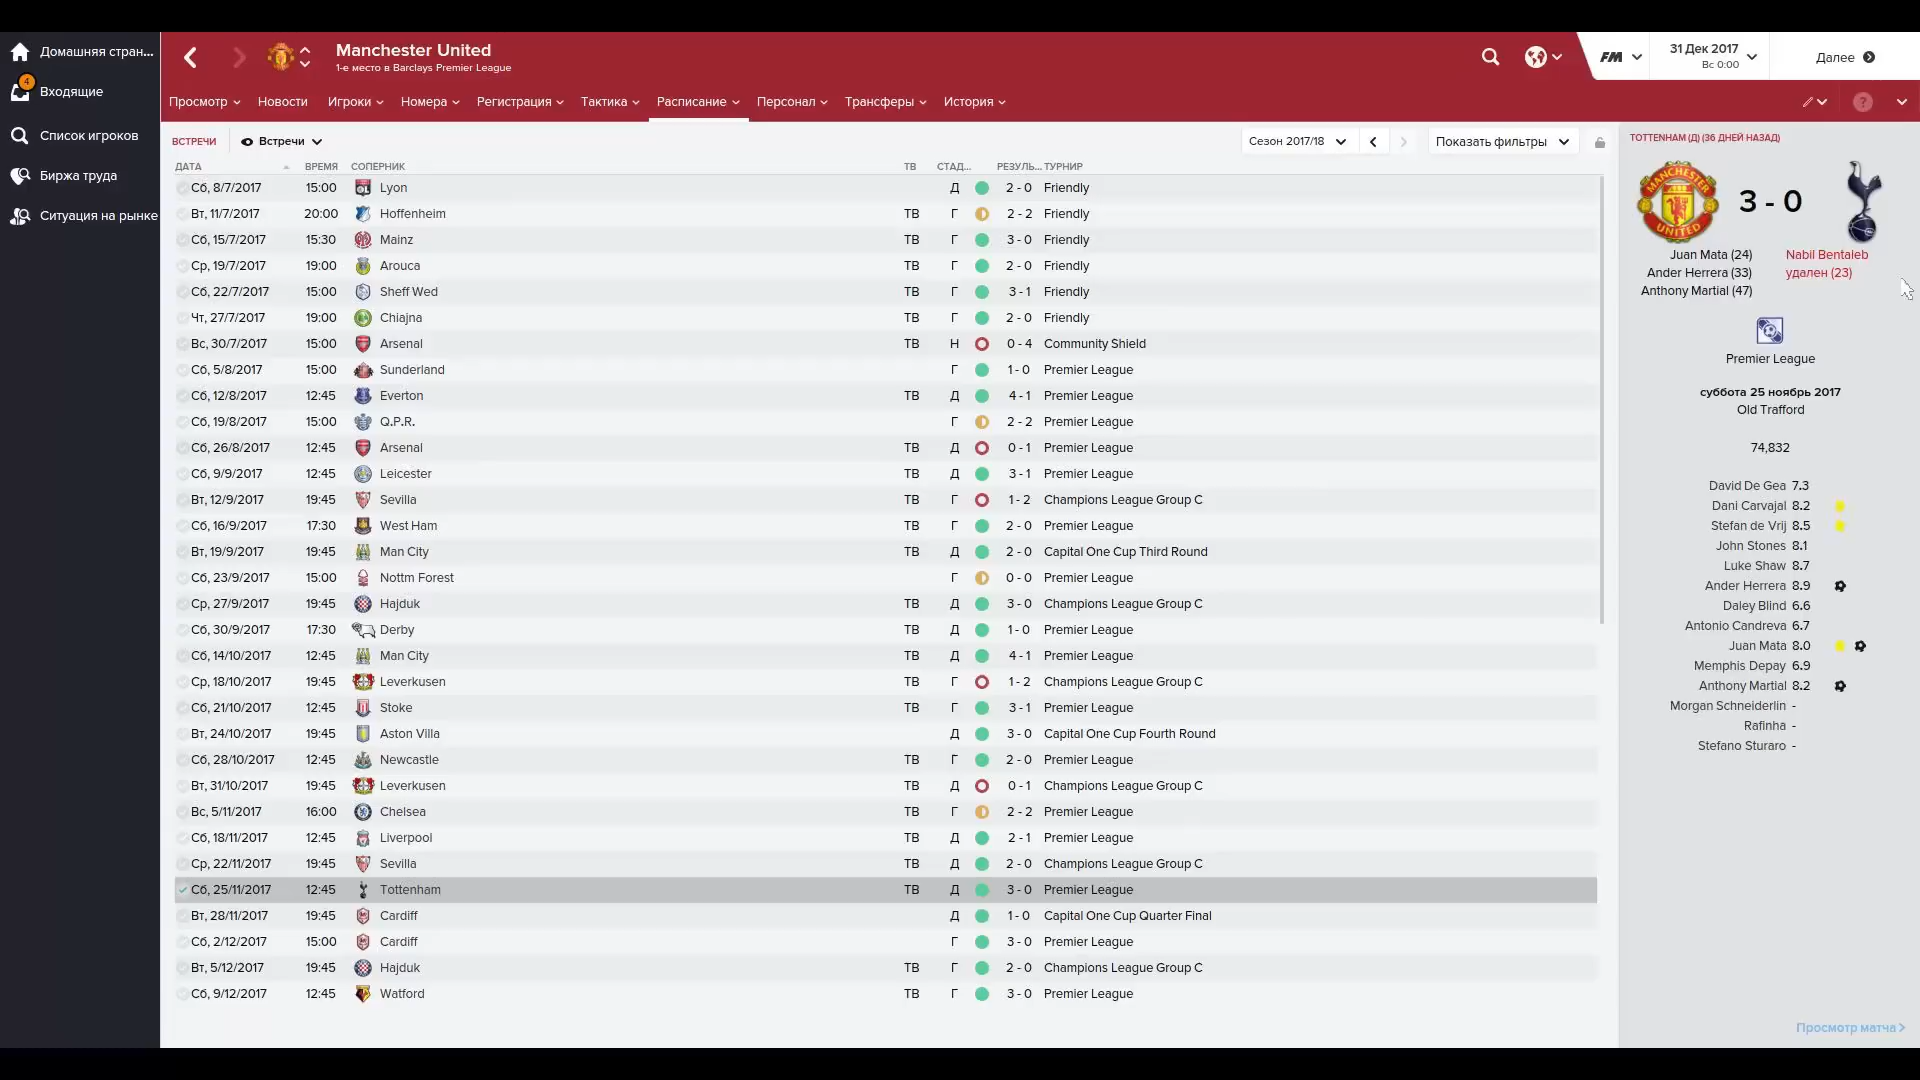 Домашняя стран...
4
Входящие
Список игроков
Биржа труда
Ситуация на рынке
Manchester United
1-е место в Barclays Premier League
FM
31 Дек 2017
Вс 0:00
Далее
Просмотр Новости Игроки Номера Регистрация Тактика Расписание Персонал Трансферы История
?
ВСТРЕЧИ Встречи Сезон 2017/18 Показать фильтры
ДАТА ВРЕМЯ СОПЕРНИК ТВ СТАД... РЕЗУЛЬ... ТУРНИР
Сб, 8/7/2017 15:00 Lyon Д 2 - 0 Friendly
Вт, 11/7/2017 20:00 Hoffenheim ТВ Г 2 - 2 Friendly
Сб, 15/7/2017 15:30 Mainz ТВ Г 3 - 0 Friendly
Ср, 19/7/2017 19:00 Arouca ТВ Г 2 - 0 Friendly
Сб, 22/7/2017 15:00 Sheff Wed ТВ Г 3 - 1 Friendly
Чт, 27/7/2017 19:00 Chiajna ТВ Г 2 - 0 Friendly
Вс, 30/7/2017 15:00 Arsenal ТВ Н 0 - 4 Community Shield
Сб, 5/8/2017 15:00 Sunderland Г 1 - 0 Premier League
Сб, 12/8/2017 12:45 Everton ТВ Д 4 - 1 Premier League
Сб, 19/8/2017 15:00 Q.P.R. Г 2 - 2 Premier League
Сб, 26/8/2017 12:45 Arsenal ТВ Д 0 - 1 Premier League
Сб, 9/9/2017 12:45 Leicester ТВ Д 3 - 1 Premier League
Вт, 12/9/2017 19:45 Sevilla ТВ Г 1 - 2 Champions League Group C
Сб, 16/9/2017 17:30 West Ham ТВ Г 2 - 0 Premier League
Вт, 19/9/2017 19:45 Man City ТВ Д 2 - 0 Capital One Cup Third Round
Сб, 23/9/2017 15:00 Nottm Forest Г 0 - 0 Premier League
Ср, 27/9/2017 19:45 Hajduk ТВ Д 3 - 0 Champions League Group C
Сб, 30/9/2017 17:30 Derby ТВ Д 1 - 0 Premier League
Сб, 14/10/2017 12:45 Man City ТВ Д 4 - 1 Premier League
Ср, 18/10/2017 19:45 Leverkusen ТВ Г 1 - 2 Champions League Group C
Сб, 21/10/2017 12:45 Stoke ТВ Г 3 - 1 Premier League
Вт, 24/10/2017 19:45 Aston Villa Д 3 - 0 Capital One Cup Fourth Round
Сб, 28/10/2017 12:45 Newcastle ТВ Г 2 - 0 Premier League
Вт, 31/10/2017 19:45 Leverkusen ТВ Д 0 - 1 Champions League Group C
Вс, 5/11/2017 16:00 Chelsea ТВ Г 2 - 2 Premier League
Сб, 18/11/2017 12:45 Liverpool ТВ Д 2 - 1 Premier League
Ср, 22/11/2017 19:45 Sevilla ТВ Д 2 - 0 Champions League Group C
Сб, 25/11/2017 12:45 Tottenham ТВ Д 3 - 0 Premier League
Вт, 28/11/2017 19:45 Cardiff Д 1 - 0 Capital One Cup Quarter Final
Сб, 2/12/2017 15:00 Cardiff Г 3 - 0 Premier League
Вт, 5/12/2017 19:45 Hajduk ТВ Г 2 - 0 Champions League Group C
Сб, 9/12/2017 12:45 Watford ТВ Г 3 - 0 Premier League
TOTTENHAM (Д) (36 ДНЕЙ НАЗАД)
MANCHESTER
UNITED
3 - 0
Juan Mata (24) Nabil Bentaleb
Ander Herrera (33) удален (23)
Anthony Martial (47)
Premier League
суббота 25 ноябрь 2017
Old Trafford
74,832
David De Gea 7.3
Dani Carvajal 8.2
Stefan de Vrij 8.5
John Stones 8.1
Luke Shaw 8.7
Ander Herrera 8.9
Daley Blind 6.6
Antonio Candreva 6.7
Juan Mata 8.0
Memphis Depay 6.9
Anthony Martial 8.2
Morgan Schneiderlin -
Rafinha -
Stefano Sturaro -
Просмотр матча >